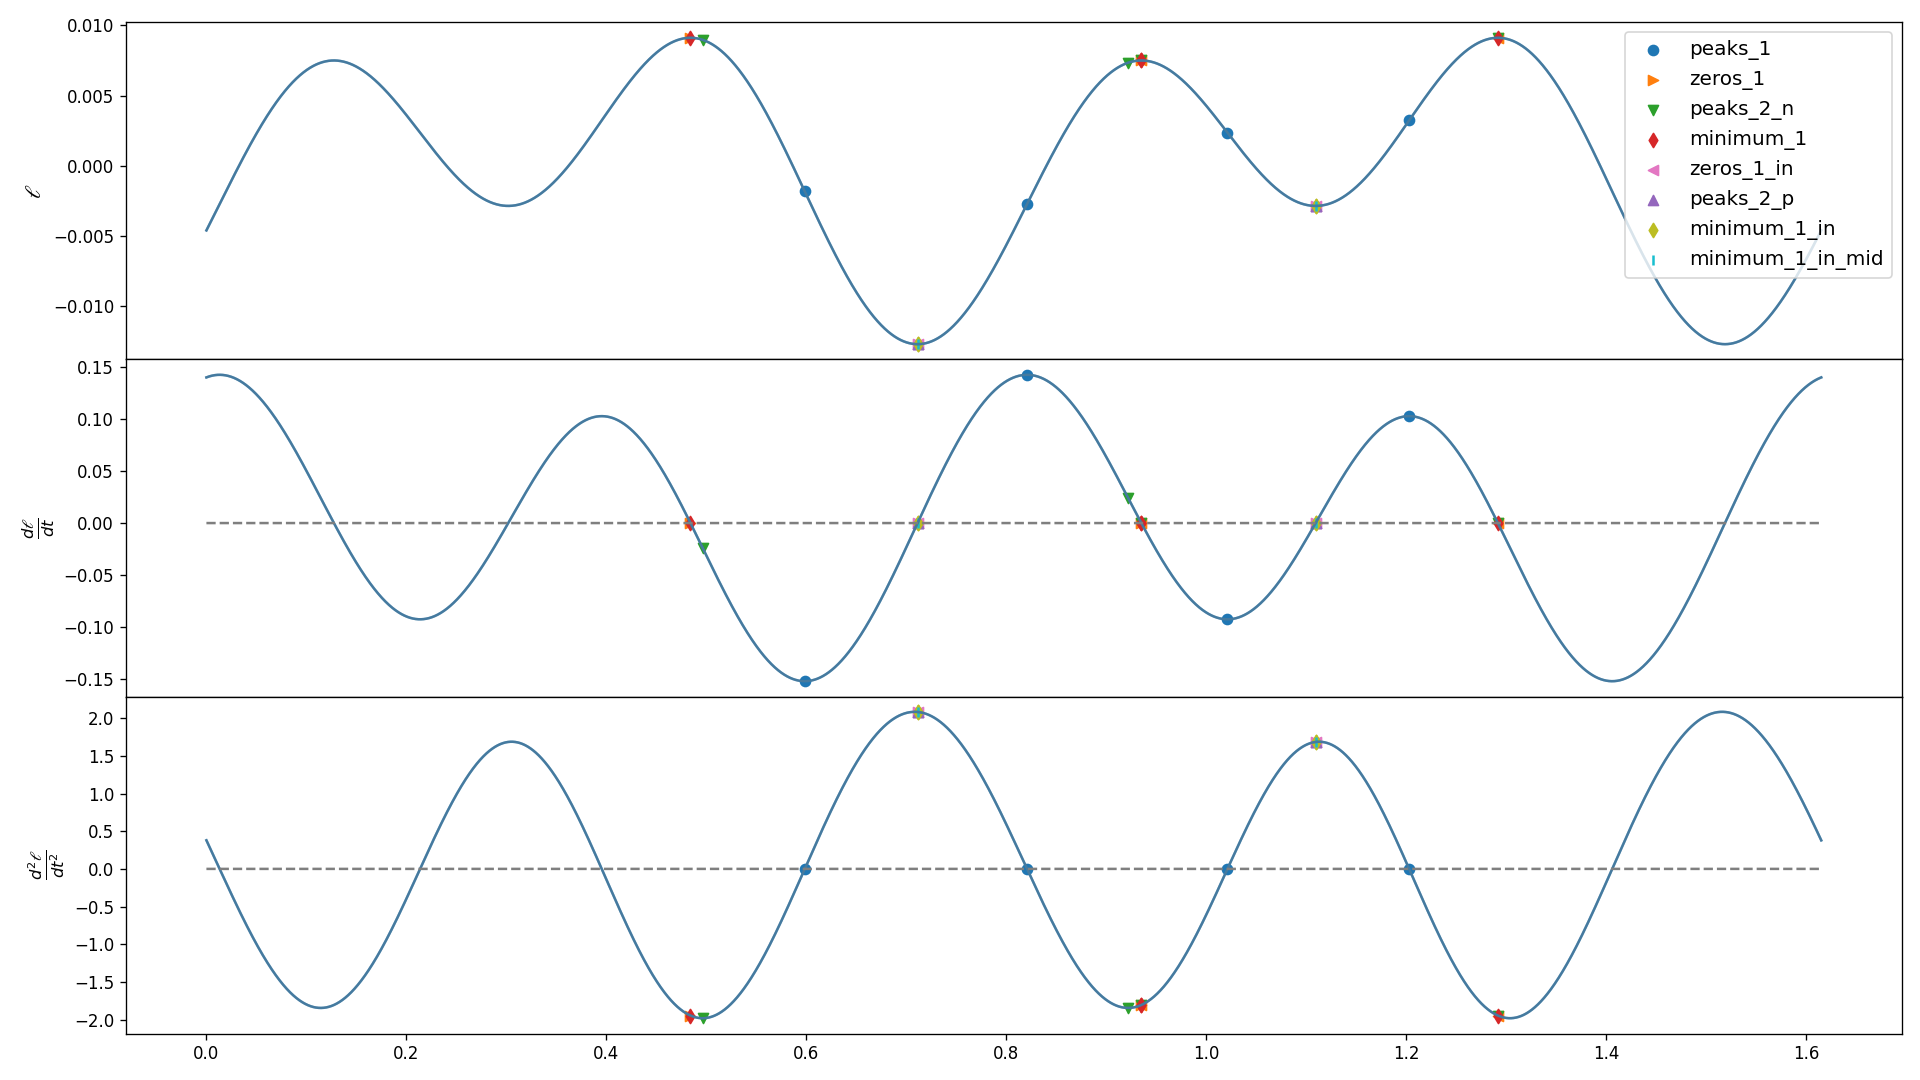 0.010
0.005
0.000
−0.005
−0.010
ℓ
peaks_1
zeros_1
peaks_2_n
minimum_1
zeros_1_in
peaks_2_p
minimum_1_in
minimum_1_in_mid
0.15
0.10
0.05
0.00
−0.05
−0.10
−0.15
dℓ/dt
2.0
1.5
1.0
0.5
0.0
−0.5
−1.0
−1.5
−2.0
d²ℓ/dt²
0.0 0.2 0.4 0.6 0.8 1.0 1.2 1.4 1.6